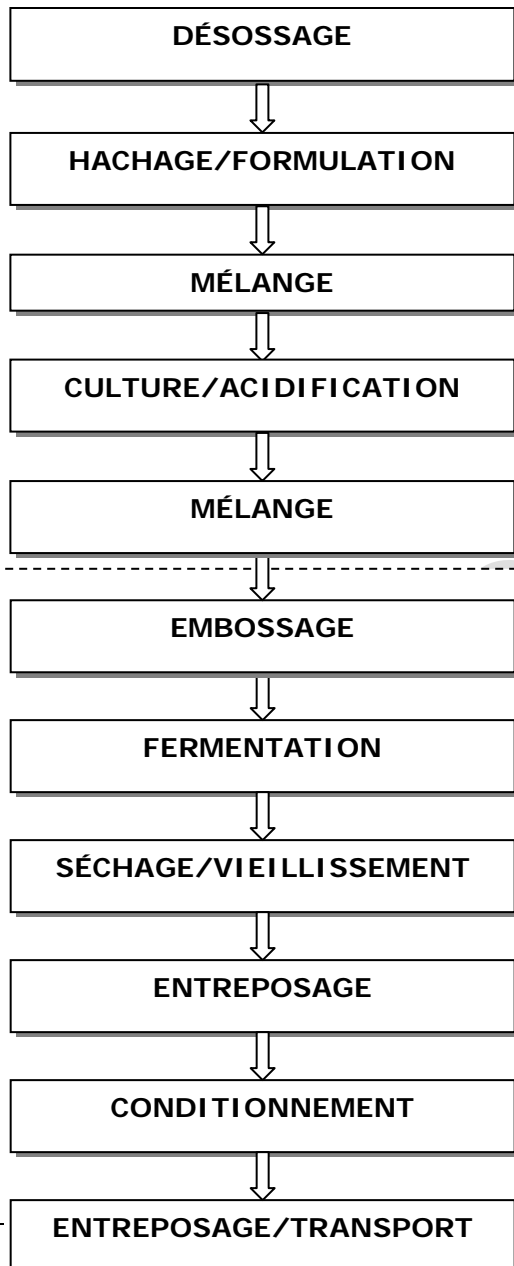 DÉSOSSAGE
HACHAGE/FORMULATION
MÉLANGE
CULTURE/ACIDIFICATION
MÉLANGE
EMBOSSAGE
FERMENTATION
SÉCHAGE/VIEILLISSEMENT
ENTREPOSAGE
CONDITIONNEMENT
ENTREPOSAGE/TRANSPORT